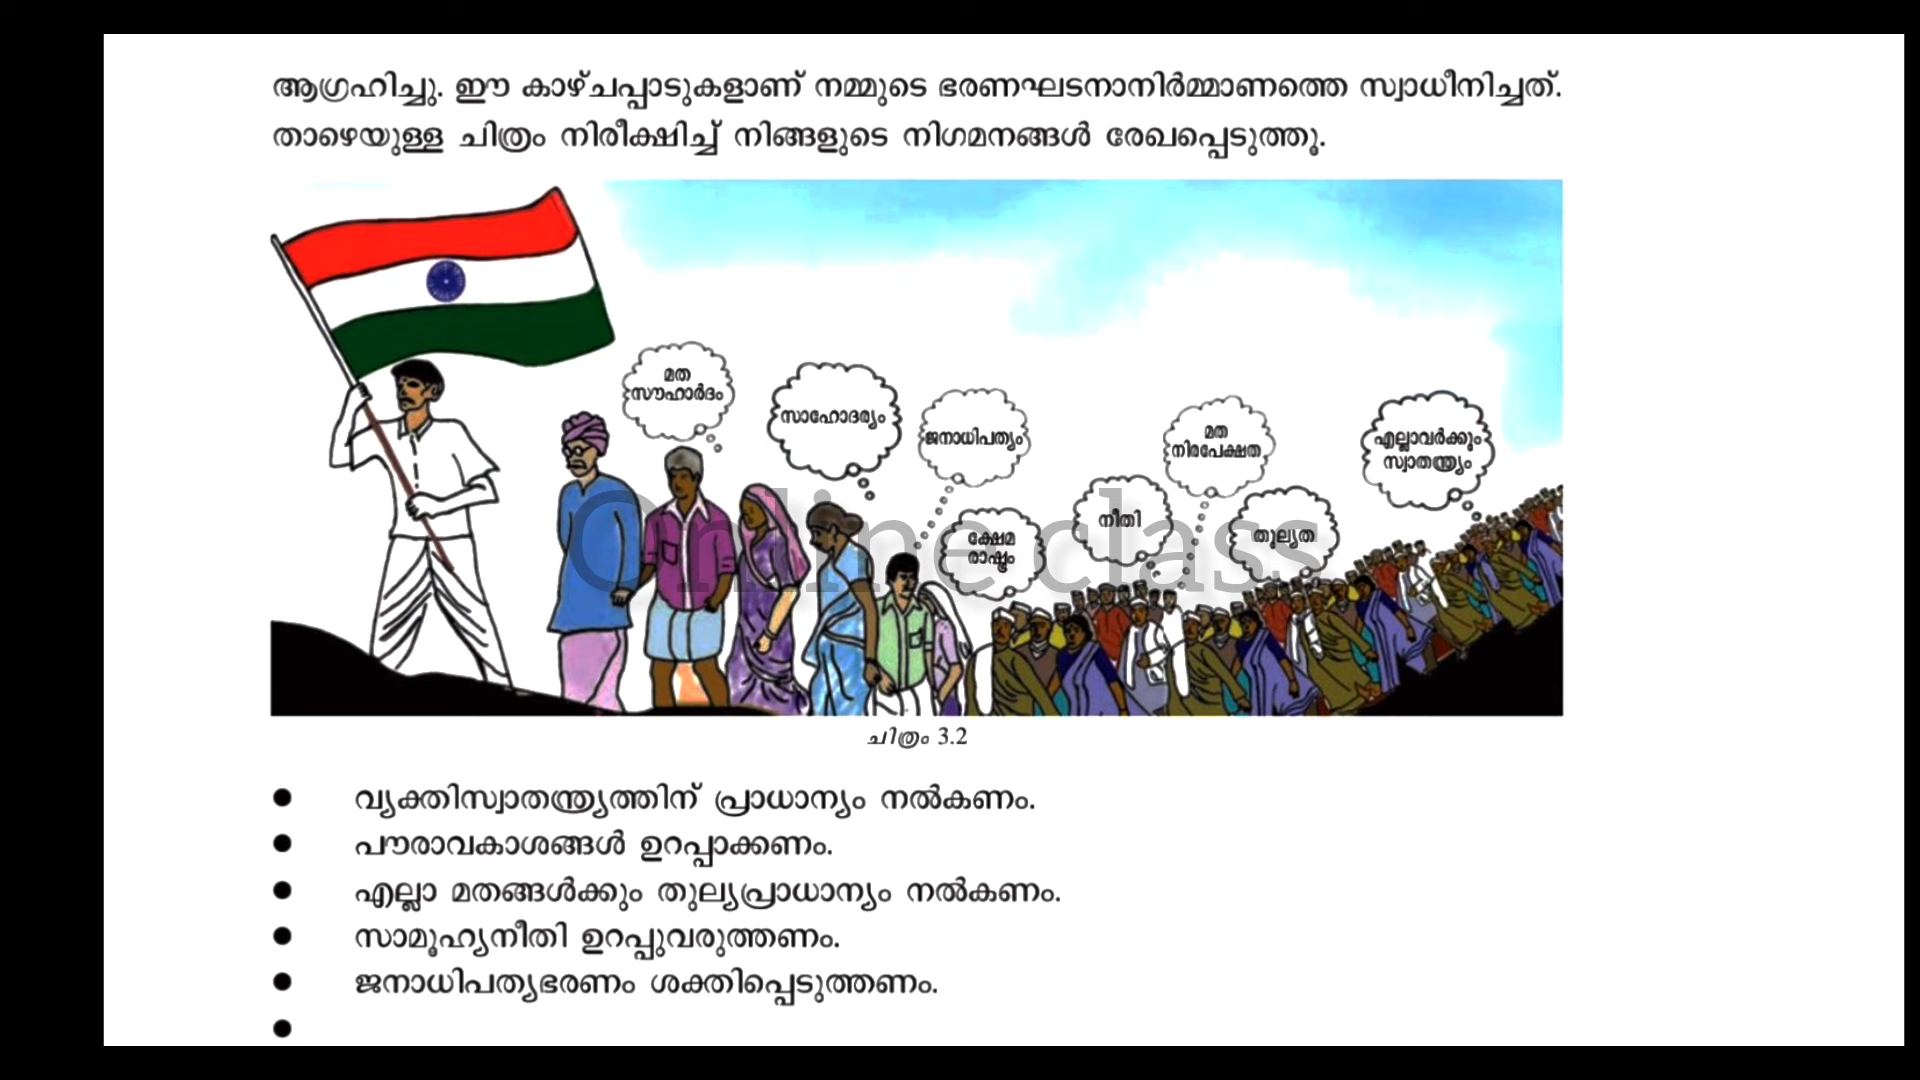 ആഗ്രഹിച്ചു. ഈ കാഴ്ചപ്പാടുകളാണ് നമ്മുടെ ഭരണഘടനാനിർമ്മാണത്തെ സ്വാധീനിച്ചത്.
താഴെയുള്ള ചിത്രം നിരീക്ഷിച്ച് നിങ്ങളുടെ നിഗമനങ്ങൾ രേഖപ്പെടുത്തൂ.
മത
സൗഹാർദം
സാഹോദര്യം
ജനാധിപത്യം
ക്ഷേമ
രാഷ്ട്രം
നീതി
മത
നിരപേക്ഷത
തുല്യത
എല്ലാവർക്കും
സ്വാതന്ത്ര്യം
Online class
ചിത്രം 3.2
● വ്യക്തിസ്വാതന്ത്ര്യത്തിന് പ്രാധാന്യം നൽകണം.
● പൗരാവകാശങ്ങൾ ഉറപ്പാക്കണം.
● എല്ലാ മതങ്ങൾക്കും തുല്യപ്രാധാന്യം നൽകണം.
● സാമൂഹ്യനീതി ഉറപ്പുവരുത്തണം.
● ജനാധിപത്യഭരണം ശക്തിപ്പെടുത്തണം.
●